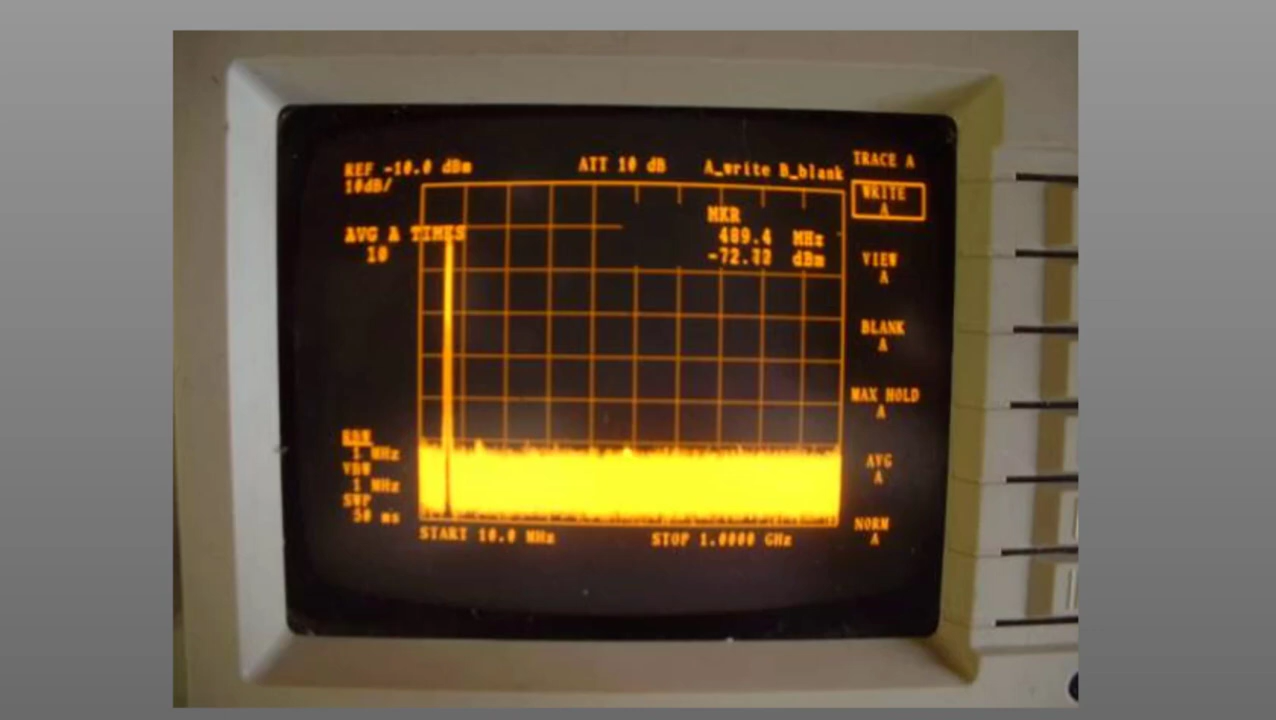 REF -10.0 dBm ATT 10 dB A_write B_blank
10dB/
TRACE A
WRITE
A
MKR
489.4 MHz
dBm
AVG A TIMES
10
VIEW
A
BLANK
A
MAX HOLD
A
AVG
A
NORM
A
RBW
1 MHz
VBW
1 MHz
SWP
50 ms
START 10.0 MHz STOP 1.0000 GHz